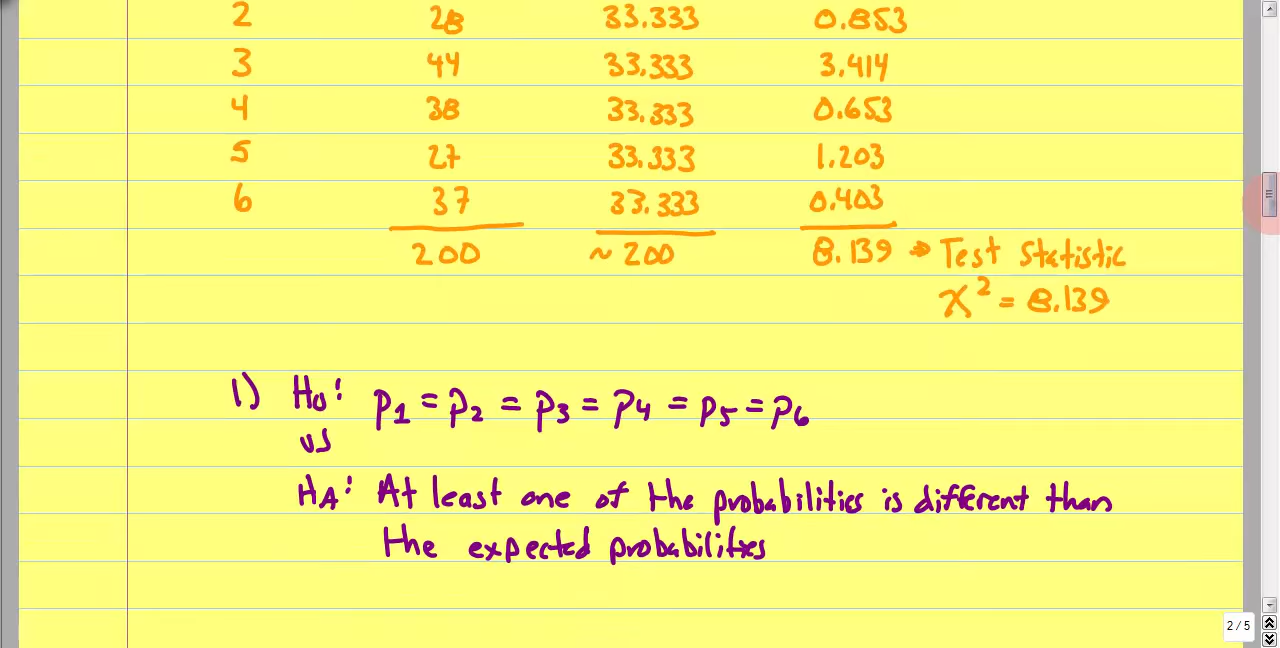 2 28 33.333 0.853
3 44 33.333 3.414
4 38 33.333 0.653
5 27 33.333 1.203
6 37 33.333 0.403
200 ~ 200 8.139 → Test Statistic
χ² = 8.139
1) H₀: p₁ = p₂ = p₃ = p₄ = p₅ = p₆
vs
H_A: At least one of the probabilities is different than
the expected probabilities
2 / 5